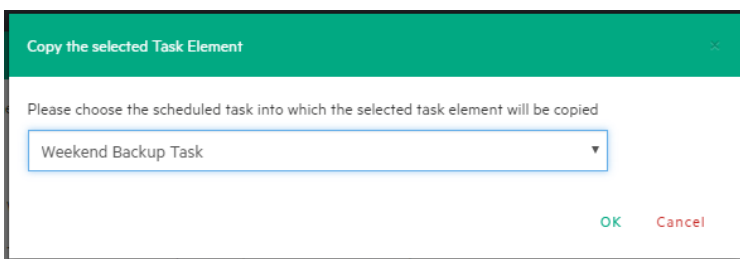 Copy the selected Task Element
Please choose the scheduled task into which the selected task element will be copied
Weekend Backup Task
OK Cancel